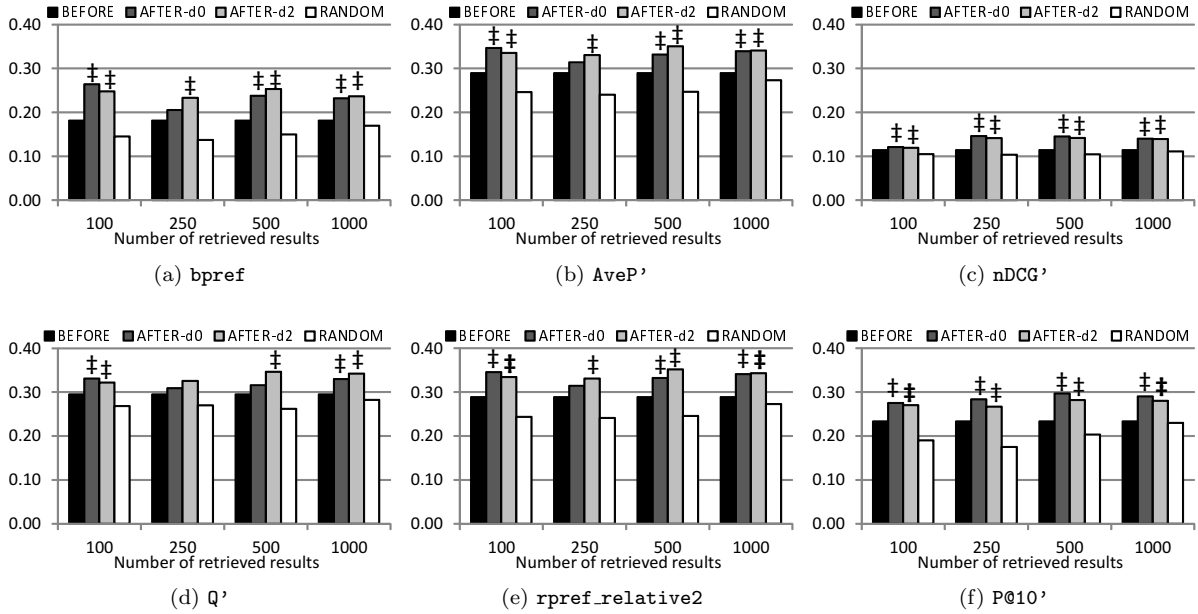 BEFORE AFTER-d0 AFTER-d2 RANDOM
0.40
0.30
0.20
0.10
0.00
‡ ‡ ‡ ‡ ‡ ‡ ‡
100 250 500 1000
Number of retrieved results
(a) bpref
BEFORE AFTER-d0 AFTER-d2 RANDOM
0.40
0.30
0.20
0.10
0.00
‡ ‡ ‡ ‡ ‡ ‡ ‡
100 250 500 1000
Number of retrieved results
(b) AveP'
BEFORE AFTER-d0 AFTER-d2 RANDOM
0.40
0.30
0.20
0.10
0.00
‡ ‡ ‡ ‡ ‡ ‡ ‡ ‡
100 250 500 1000
Number of retrieved results
(c) nDCG'
BEFORE AFTER-d0 AFTER-d2 RANDOM
0.40
0.30
0.20
0.10
0.00
‡ ‡ ‡ ‡ ‡
100 250 500 1000
Number of retrieved results
(d) Q'
BEFORE AFTER-d0 AFTER-d2 RANDOM
0.40
0.30
0.20
0.10
0.00
‡ ‡ ‡ ‡ ‡ ‡ ‡
100 250 500 1000
Number of retrieved results
(e) rpref_relative2
BEFORE AFTER-d0 AFTER-d2 RANDOM
0.40
0.30
0.20
0.10
0.00
‡ ‡ ‡ ‡ ‡ ‡ ‡ ‡
100 250 500 1000
Number of retrieved results
(f) P@10'